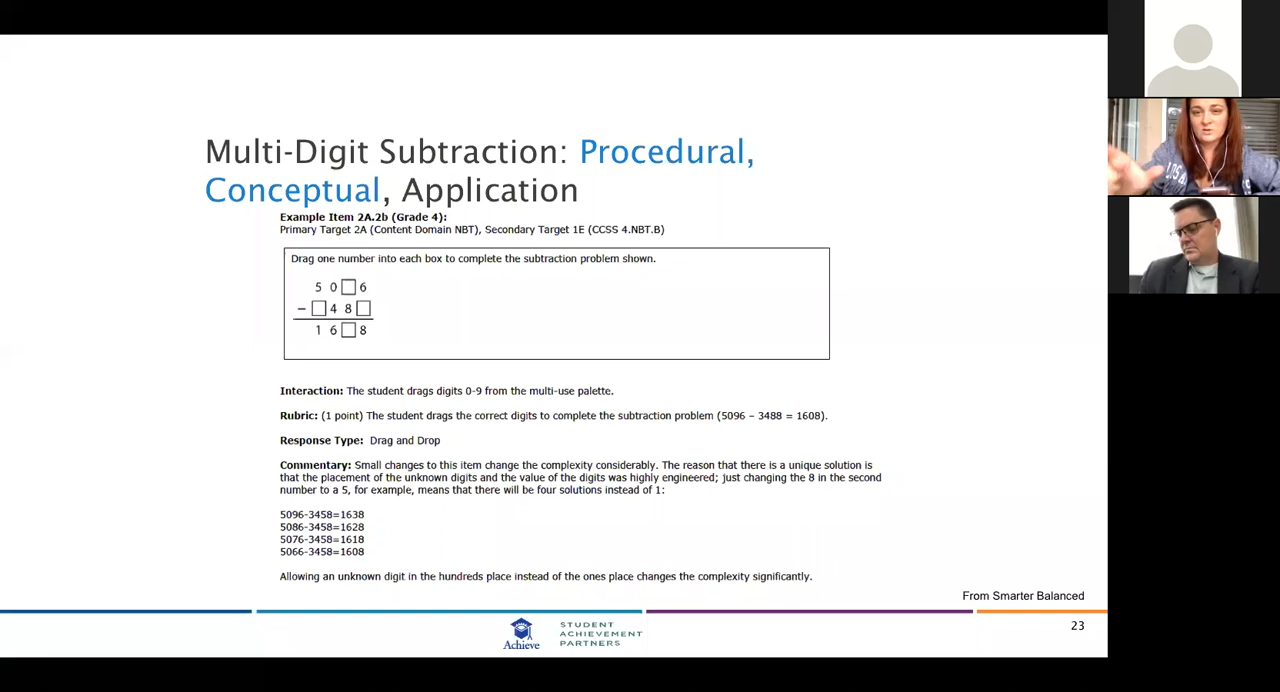 Multi-Digit Subtraction: Procedural,
Conceptual, Application
Example Item 2A.2b (Grade 4):
Primary Target 2A (Content Domain NBT), Secondary Target 1E (CCSS 4.NBT.B)
Drag one number into each box to complete the subtraction problem shown.
5 0 □ 6
− □ 4 8 □
1 6 □ 8
Interaction: The student drags digits 0-9 from the multi-use palette.
Rubric: (1 point) The student drags the correct digits to complete the subtraction problem (5096 – 3488 = 1608).
Response Type: Drag and Drop
Commentary: Small changes to this item change the complexity considerably. The reason that there is a unique solution is
that the placement of the unknown digits and the value of the digits was highly engineered; just changing the 8 in the second
number to a 5, for example, means that there will be four solutions instead of 1:
5096-3458=1638
5086-3458=1628
5076-3458=1618
5066-3458=1608
Allowing an unknown digit in the hundreds place instead of the ones place changes the complexity significantly.
From Smarter Balanced
23
Achieve
STUDENT
ACHIEVEMENT
PARTNERS